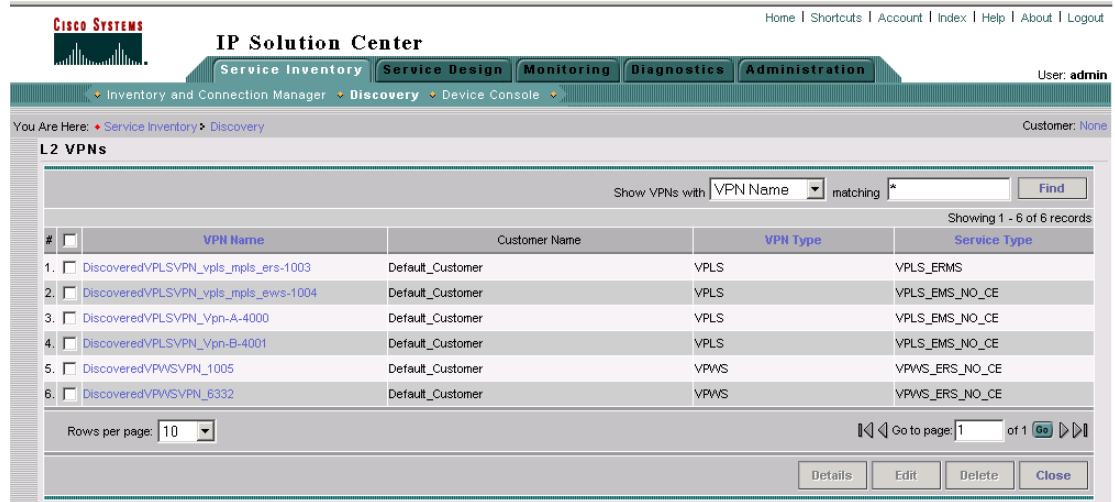 Home | Shortcuts | Account | Index | Help | About | Logout
CISCO SYSTEMS
IP Solution Center
Service Inventory Service Design Monitoring Diagnostics Administration
User: admin
Inventory and Connection Manager Discovery Device Console
You Are Here: Service Inventory Discovery Customer: None
L2 VPNs
Show VPNs with VPN Name matching * Find
Showing 1 - 6 of 6 records
# VPN Name Customer Name VPN Type Service Type
1. DiscoveredVPLSVPN_vpls_mpls_ers-1003 Default_Customer VPLS VPLS_ERMS
2. DiscoveredVPLSVPN_vpls_mpls_ews-1004 Default_Customer VPLS VPLS_EMS_NO_CE
3. DiscoveredVPLSVPN_Vpn-A-4000 Default_Customer VPLS VPLS_EMS_NO_CE
4. DiscoveredVPLSVPN_Vpn-B-4001 Default_Customer VPLS VPLS_EMS_NO_CE
5. DiscoveredVPWSVPN_1005 Default_Customer VPWS VPWS_ERS_NO_CE
6. DiscoveredVPWSVPN_6332 Default_Customer VPWS VPWS_ERS_NO_CE
Rows per page: 10 Go to page: 1 of 1 Go
Details Edit Delete Close